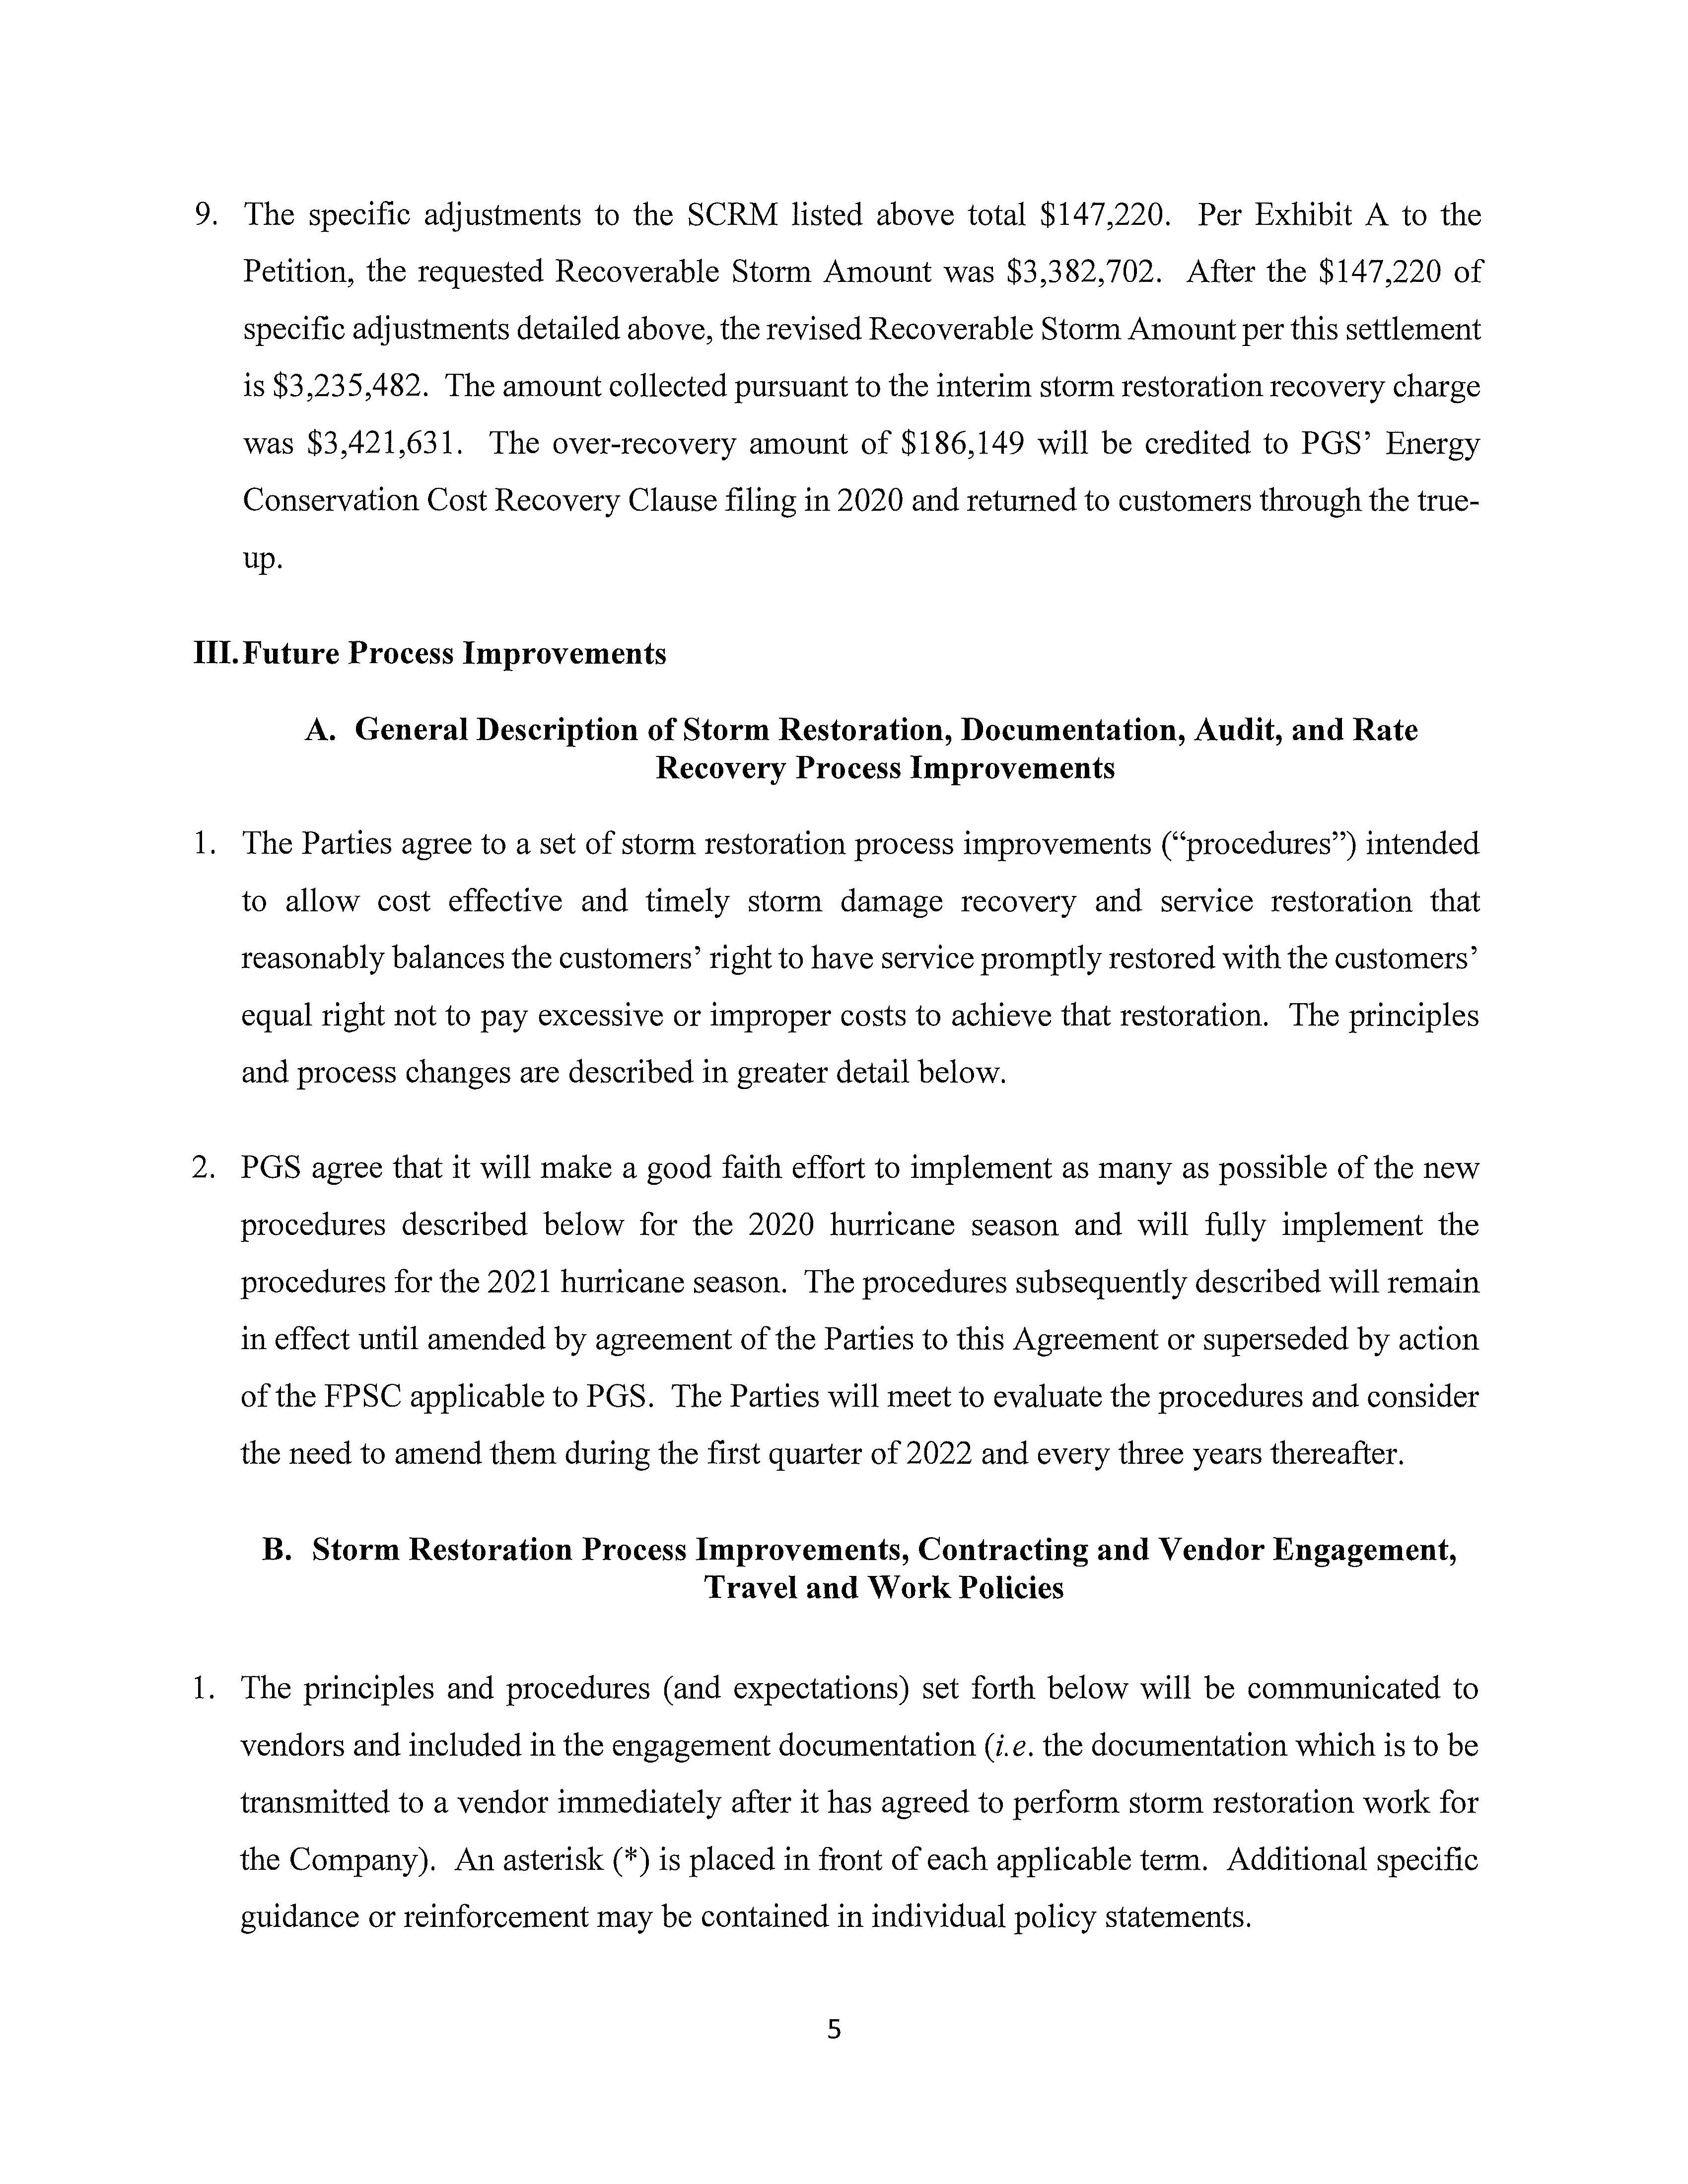 9. The specific adjustments to the SCRM listed above total $147,220. Per Exhibit A to the
Petition, the requested Recoverable Storm Amount was $3,382,702. After the $147,220 of
specific adjustments detailed above, the revised Recoverable Storm Amount per this settlement
is $3,235,482. The amount collected pursuant to the interim storm restoration recovery charge
was $3,421,631. The over-recovery amount of $186,149 will be credited to PGS’ Energy
Conservation Cost Recovery Clause filing in 2020 and returned to customers through the true-
up.
III. Future Process Improvements
A. General Description of Storm Restoration, Documentation, Audit, and Rate
Recovery Process Improvements
1. The Parties agree to a set of storm restoration process improvements (“procedures”) intended
to allow cost effective and timely storm damage recovery and service restoration that
reasonably balances the customers’ right to have service promptly restored with the customers’
equal right not to pay excessive or improper costs to achieve that restoration. The principles
and process changes are described in greater detail below.
2. PGS agree that it will make a good faith effort to implement as many as possible of the new
procedures described below for the 2020 hurricane season and will fully implement the
procedures for the 2021 hurricane season. The procedures subsequently described will remain
in effect until amended by agreement of the Parties to this Agreement or superseded by action
of the FPSC applicable to PGS. The Parties will meet to evaluate the procedures and consider
the need to amend them during the first quarter of 2022 and every three years thereafter.
B. Storm Restoration Process Improvements, Contracting and Vendor Engagement,
Travel and Work Policies
1. The principles and procedures (and expectations) set forth below will be communicated to
vendors and included in the engagement documentation (i.e. the documentation which is to be
transmitted to a vendor immediately after it has agreed to perform storm restoration work for
the Company). An asterisk (*) is placed in front of each applicable term. Additional specific
guidance or reinforcement may be contained in individual policy statements.
5